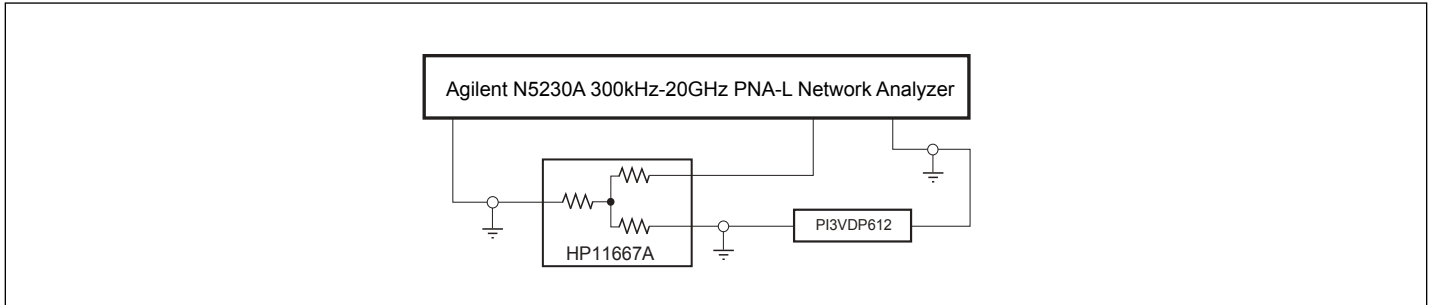 Agilent N5230A 300kHz-20GHz PNA-L Network Analyzer
PI3VDP612
HP11667A